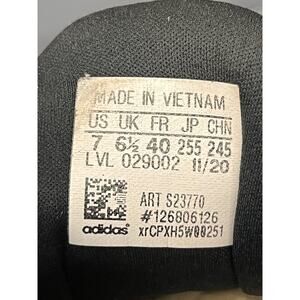 MADE IN VIETNAM
US UK FR JP CHN
7 6½ 40 255 245
LVL 029002 11/20
ART S23770
#126806126
adidas xrCPXH5W00251